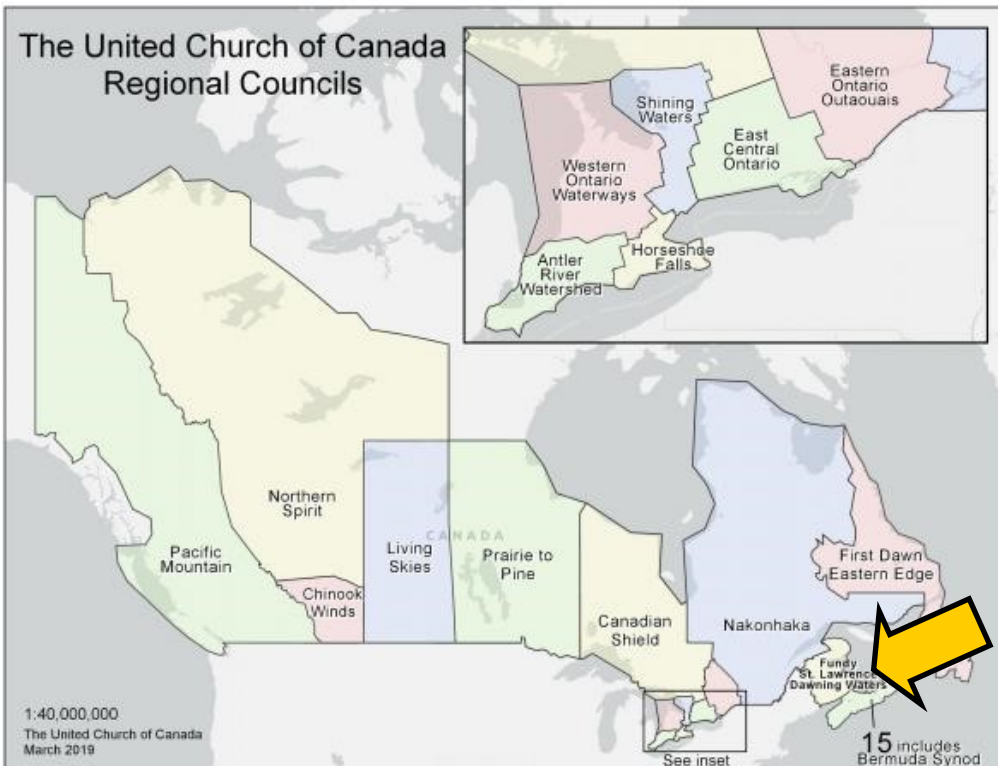 The United Church of Canada
Regional Councils
Shining
Waters
Eastern
Ontario
Outaouais
East
Central
Ontario
Western
Ontario
Waterways
Horseshoe
Falls
Antler
River
Watershed
Northern
Spirit
Pacific
Mountain
Chinook
Winds
Living
Skies
CANADA
Prairie to
Pine
Canadian
Shield
Nakonhaka
First Dawn
Eastern Edge
Fundy
St. Lawrence
Dawning Waters
1:40,000,000
The United Church of Canada
March 2019
See inset
15 includes
Bermuda Synod